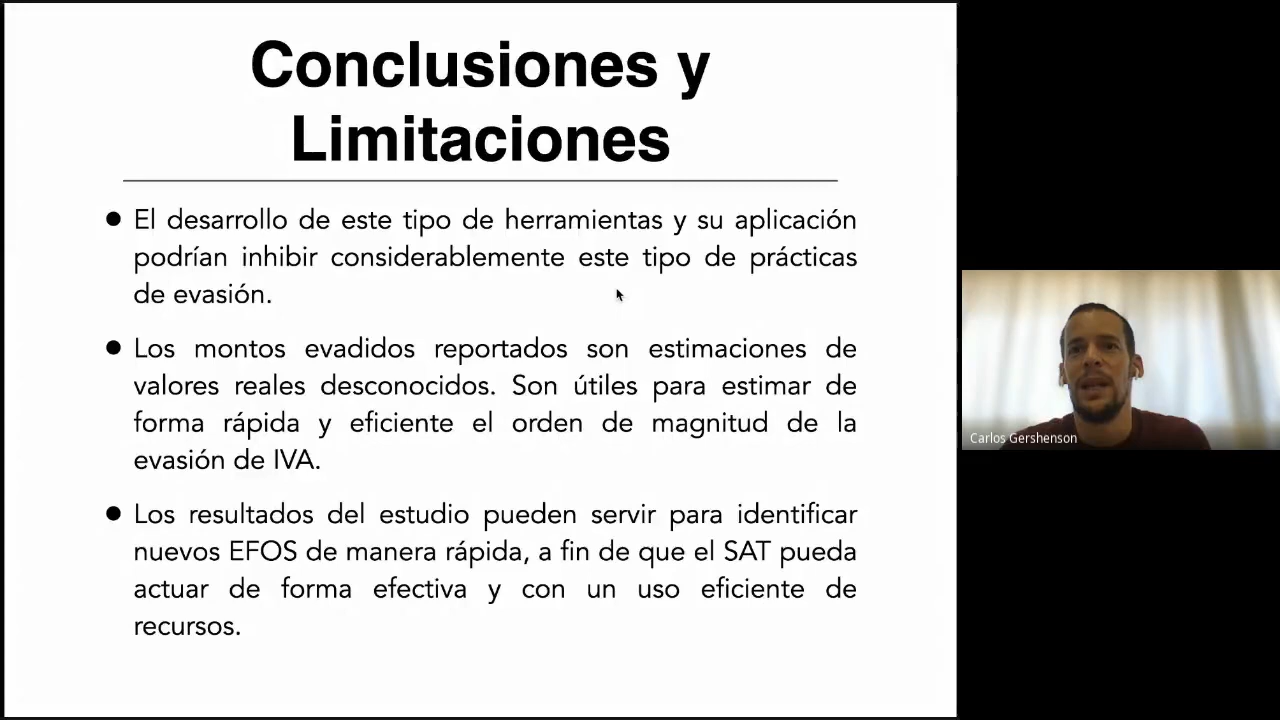 Conclusiones y
Limitaciones
● El desarrollo de este tipo de herramientas y su aplicación
podrían inhibir considerablemente este tipo de prácticas
de evasión.
● Los montos evadidos reportados son estimaciones de
valores reales desconocidos. Son útiles para estimar de
forma rápida y eficiente el orden de magnitud de la
evasión de IVA.
● Los resultados del estudio pueden servir para identificar
nuevos EFOS de manera rápida, a fin de que el SAT pueda
actuar de forma efectiva y con un uso eficiente de
recursos.
Carlos Gershenson